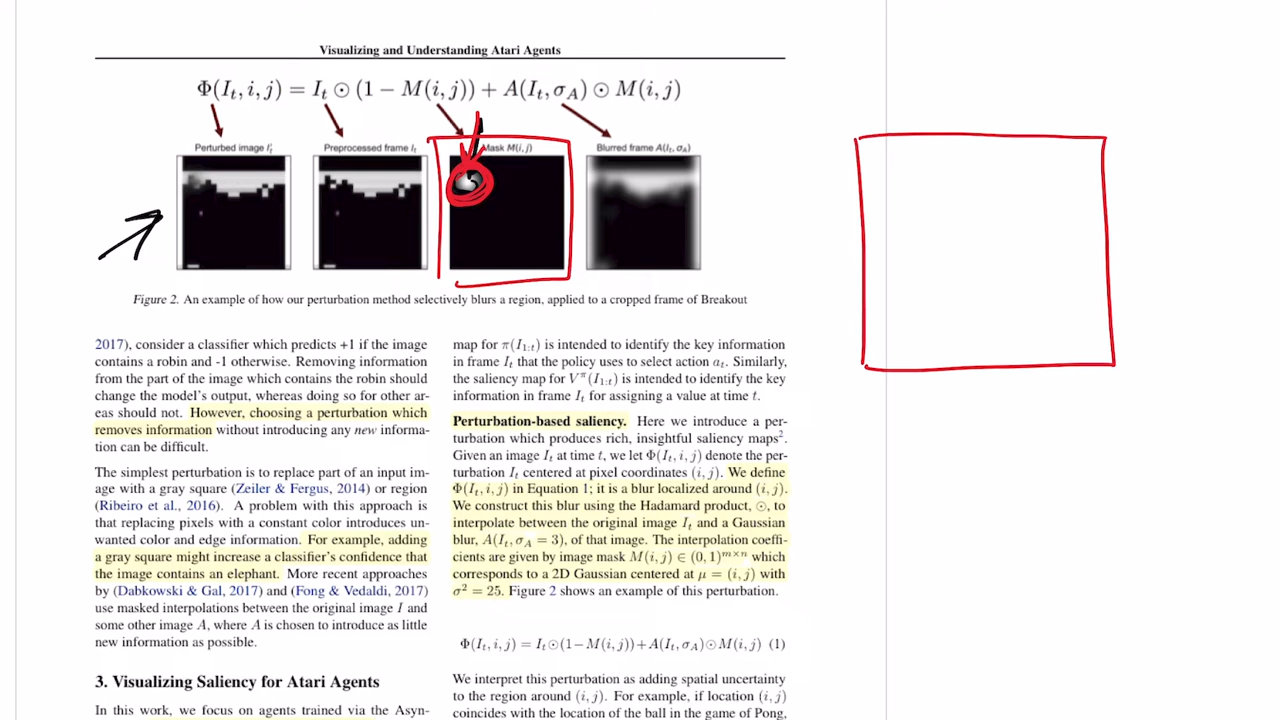 Visualizing and Understanding Atari Agents
Φ(I_t, i, j) = I_t ⊙ (1 − M(i, j)) + A(I_t, σ_A) ⊙ M(i, j)
Perturbed image I'_t
Preprocessed frame I_t
Mask M(i,j)
Blurred frame A(I_t, σ_A)
Figure 2. An example of how our perturbation method selectively blurs a region, applied to a cropped frame of Breakout
2017), consider a classifier which predicts +1 if the image
contains a robin and -1 otherwise. Removing information
from the part of the image which contains the robin should
change the model's output, whereas doing so for other ar-
eas should not. However, choosing a perturbation which
removes information without introducing any new informa-
tion can be difficult.
The simplest perturbation is to replace part of an input im-
age with a gray square (Zeiler & Fergus, 2014) or region
(Ribeiro et al., 2016). A problem with this approach is
that replacing pixels with a constant color introduces un-
wanted color and edge information. For example, adding
a gray square might increase a classifier's confidence that
the image contains an elephant. More recent approaches
by (Dabkowski & Gal, 2017) and (Fong & Vedaldi, 2017)
use masked interpolations between the original image I and
some other image A, where A is chosen to introduce as little
new information as possible.
3. Visualizing Saliency for Atari Agents
In this work, we focus on agents trained via the Asyn-
map for π(I_{1:t}) is intended to identify the key information
in frame I_t that the policy uses to select action a_t. Similarly,
the saliency map for V^π(I_{1:t}) is intended to identify the key
information in frame I_t for assigning a value at time t.
Perturbation-based saliency. Here we introduce a per-
turbation which produces rich, insightful saliency maps².
Given an image I_t at time t, we let Φ(I_t, i, j) denote the per-
turbation I_t centered at pixel coordinates (i, j). We define
Φ(I_t, i, j) in Equation 1; it is a blur localized around (i, j).
We construct this blur using the Hadamard product, ⊙, to
interpolate between the original image I_t and a Gaussian
blur, A(I_t, σ_A = 3), of that image. The interpolation coeffi-
cients are given by image mask M(i, j) ∈ (0, 1)^{m×n} which
corresponds to a 2D Gaussian centered at μ = (i, j) with
σ² = 25. Figure 2 shows an example of this perturbation.
Φ(I_t, i, j) = I_t⊙(1−M(i, j))+A(I_t, σ_A)⊙M(i, j) (1)
We interpret this perturbation as adding spatial uncertainty
to the region around (i, j). For example, if location (i, j)
coincides with the location of the ball in the game of Pong,